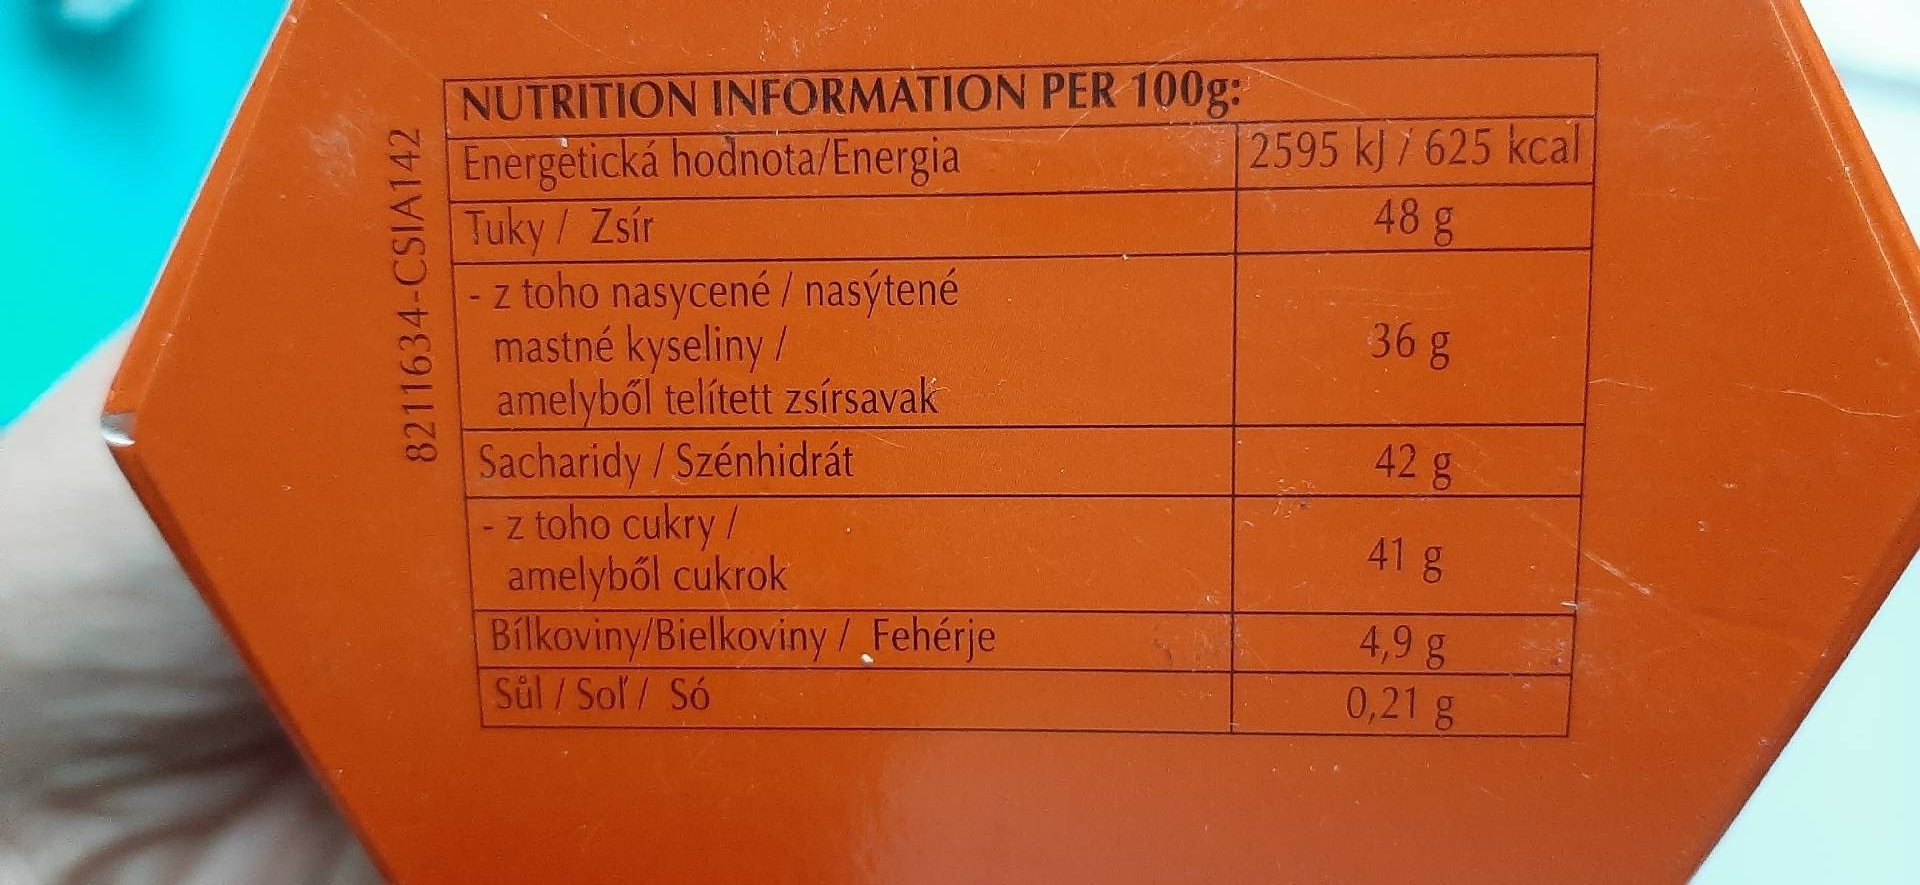 NUTRITION INFORMATION PER 100g:
Energetická hodnota/Energia 2595 kJ / 625 kcal
Tuky / Zsír 48 g
- z toho nasycené / nasýtené
mastné kyseliny / 36 g
amelyből telített zsírsavak
Sacharidy / Szénhidrát 42 g
- z toho cukry /
amelyből cukrok 41 g
Bílkoviny/Bielkoviny / Fehérje 4,9 g
Sůl / Soľ / Só 0,21 g
8211634-CSIA142